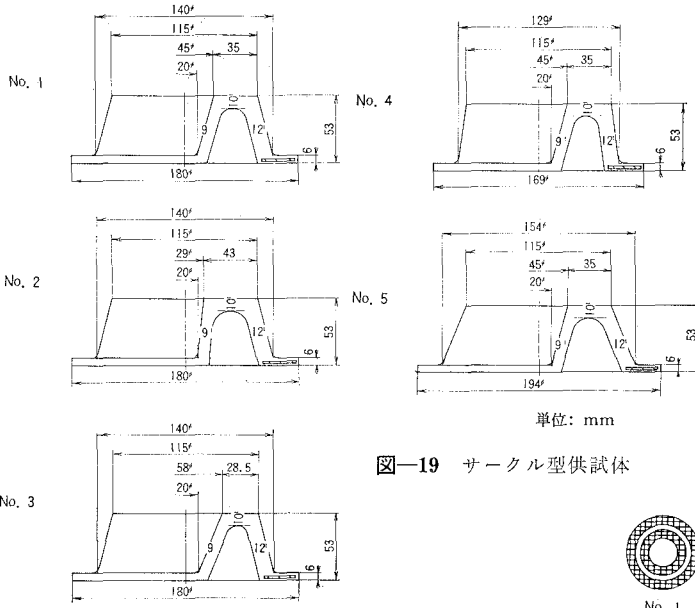 No. 1
140φ
115φ
45φ
35
20φ
10
9
12
53
6
180φ
No. 2
140φ
115φ
29φ
43
20φ
10
9
12
53
6
180φ
No. 3
140φ
115φ
58φ
28.5
20φ
10
9
12
53
6
180φ
No. 4
129φ
115φ
45φ
35
20φ
10
9
12
53
6
169φ
No. 5
154φ
115φ
45φ
35
20φ
10
9
12
53
6
194φ
単位: mm
図―19 サークル型供試体
No. 1